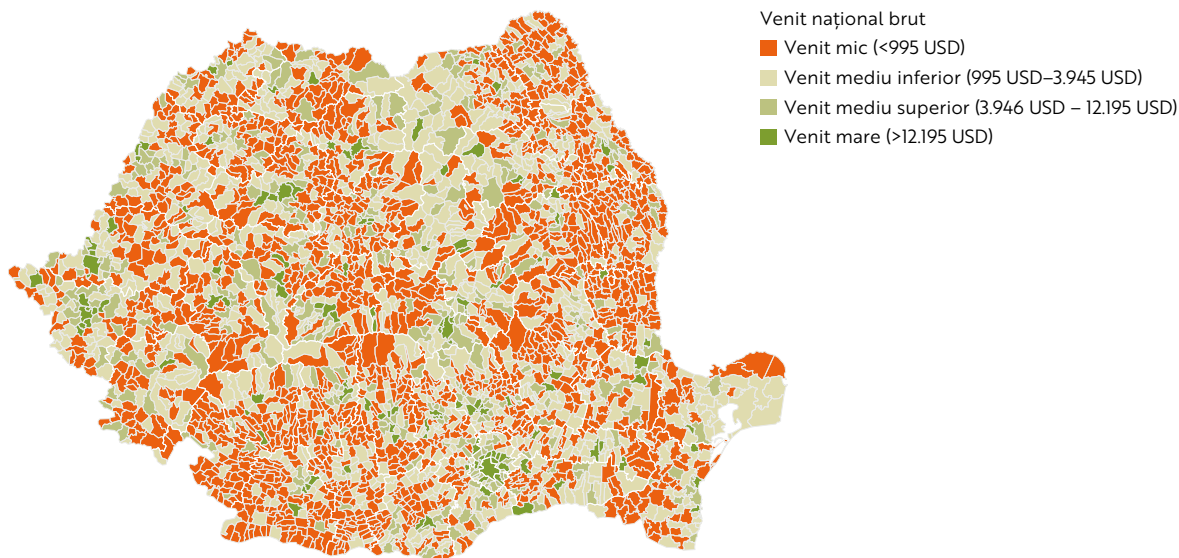 Venit național brut
Venit mic (<995 USD)
Venit mediu inferior (995 USD–3.945 USD)
Venit mediu superior (3.946 USD – 12.195 USD)
Venit mare (>12.195 USD)